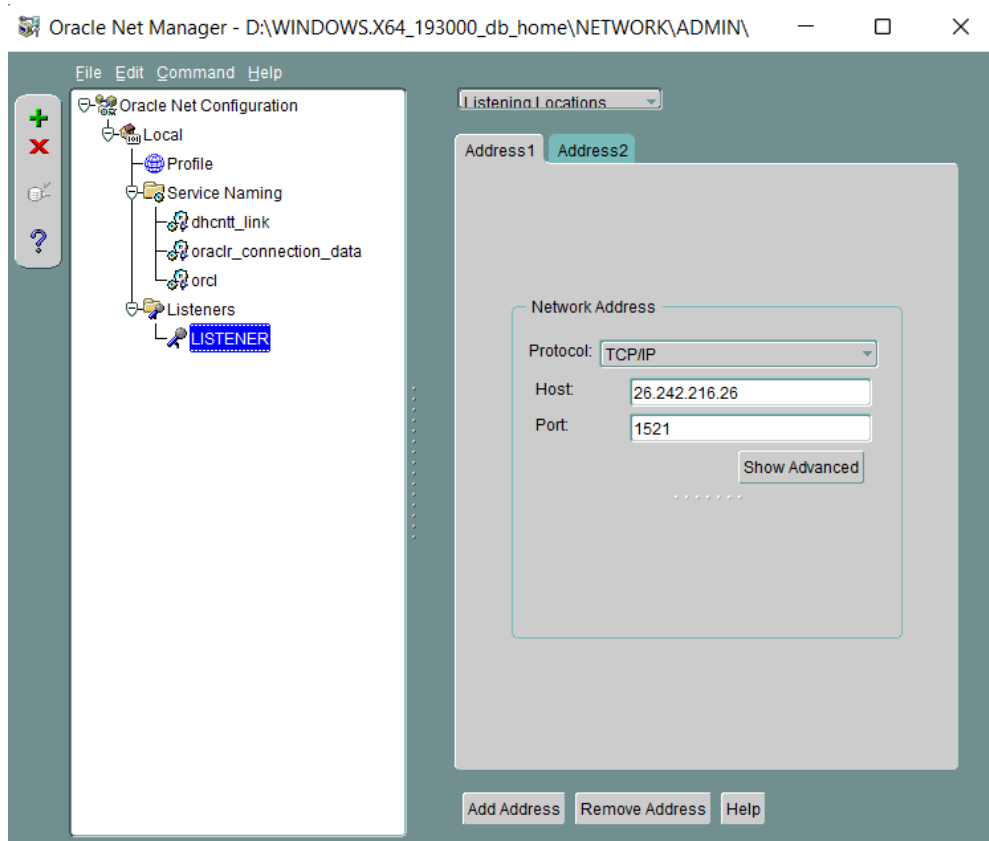 Oracle Net Manager - D:\WINDOWS.X64_193000_db_home\NETWORK\ADMIN\
File Edit Command Help
Oracle Net Configuration
Local
Profile
Service Naming
dhcntt_link
oraclr_connection_data
orcl
Listeners
LISTENER
Listening Locations
Address1 Address2
Network Address
Protocol: TCP/IP
Host: 26.242.216.26
Port: 1521
Show Advanced
Add Address Remove Address Help